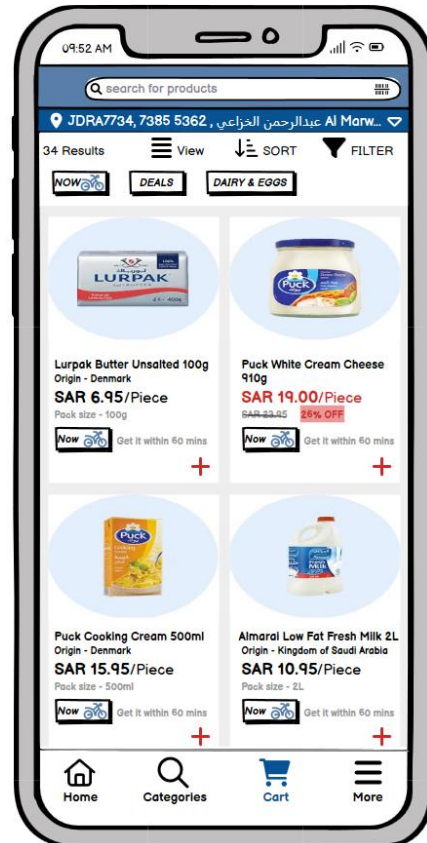 09:52 AM
search for products
JDRA7734, 7385 5362 , عبدالرحمن الخزاعي Al Marw...
34 Results View SORT FILTER
NOW DEALS DAIRY & EGGS
LURPAK
Puck
Lurpak Butter Unsalted 100g
Origin - Denmark
SAR 6.95/Piece
Pack size - 100g
Now Get it within 60 mins
+
Puck White Cream Cheese
910g
SAR 19.00/Piece
SAR 23.95 26% OFF
Now Get it within 60 mins
+
Puck
Puck Cooking Cream 500ml
Origin - Denmark
SAR 15.95/Piece
Pack size - 500ml
Now Get it within 60 mins
+
Almarai Low Fat Fresh Milk 2L
Origin - Kingdom of Saudi Arabia
SAR 10.95/Piece
Pack size - 2L
Now Get it within 60 mins
+
Home Categories Cart More